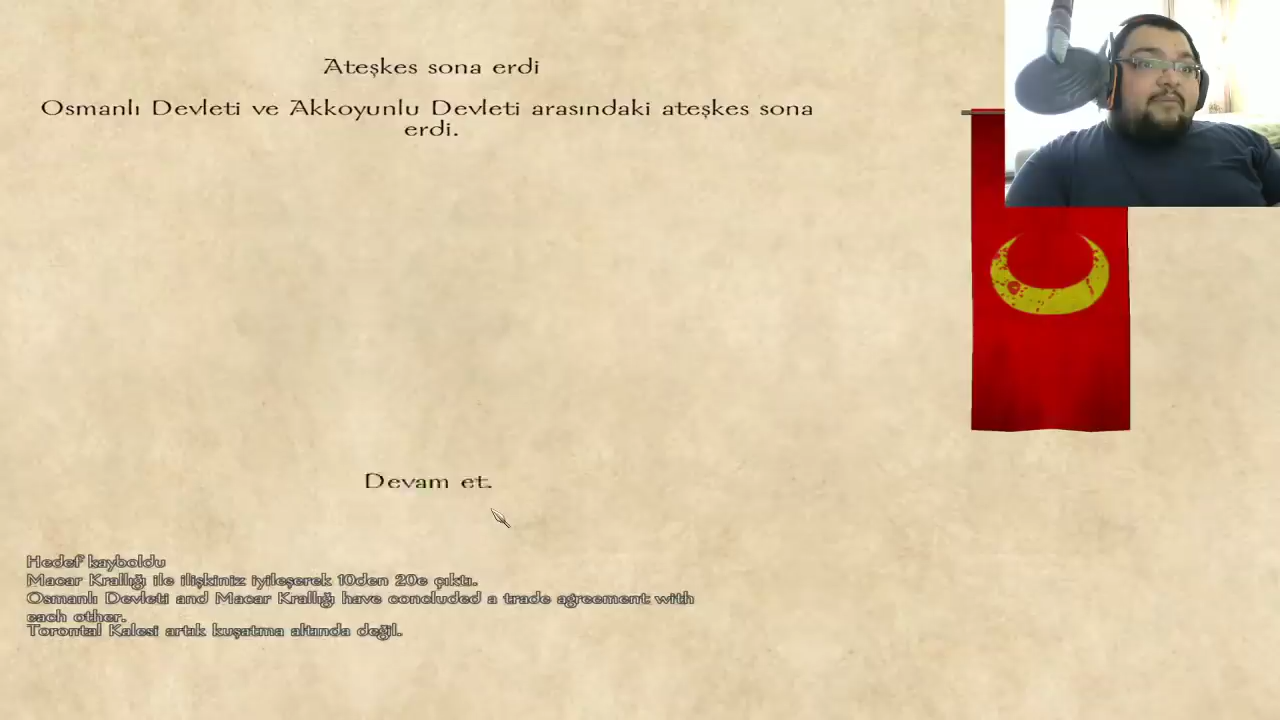 Ateşkes sona erdi
Osmanlı Devleti ve Akkoyunlu Devleti arasındaki ateşkes sona
erdi.
Devam et.
Hedef kayboldu
Macar Krallığı ile ilişkiniz iyileşerek 10den 20e çıktı.
Osmanlı Devleti and Macar Krallığı have concluded a trade agreement with
each other.
Torontal Kalesi artık kuşatma altında değil.